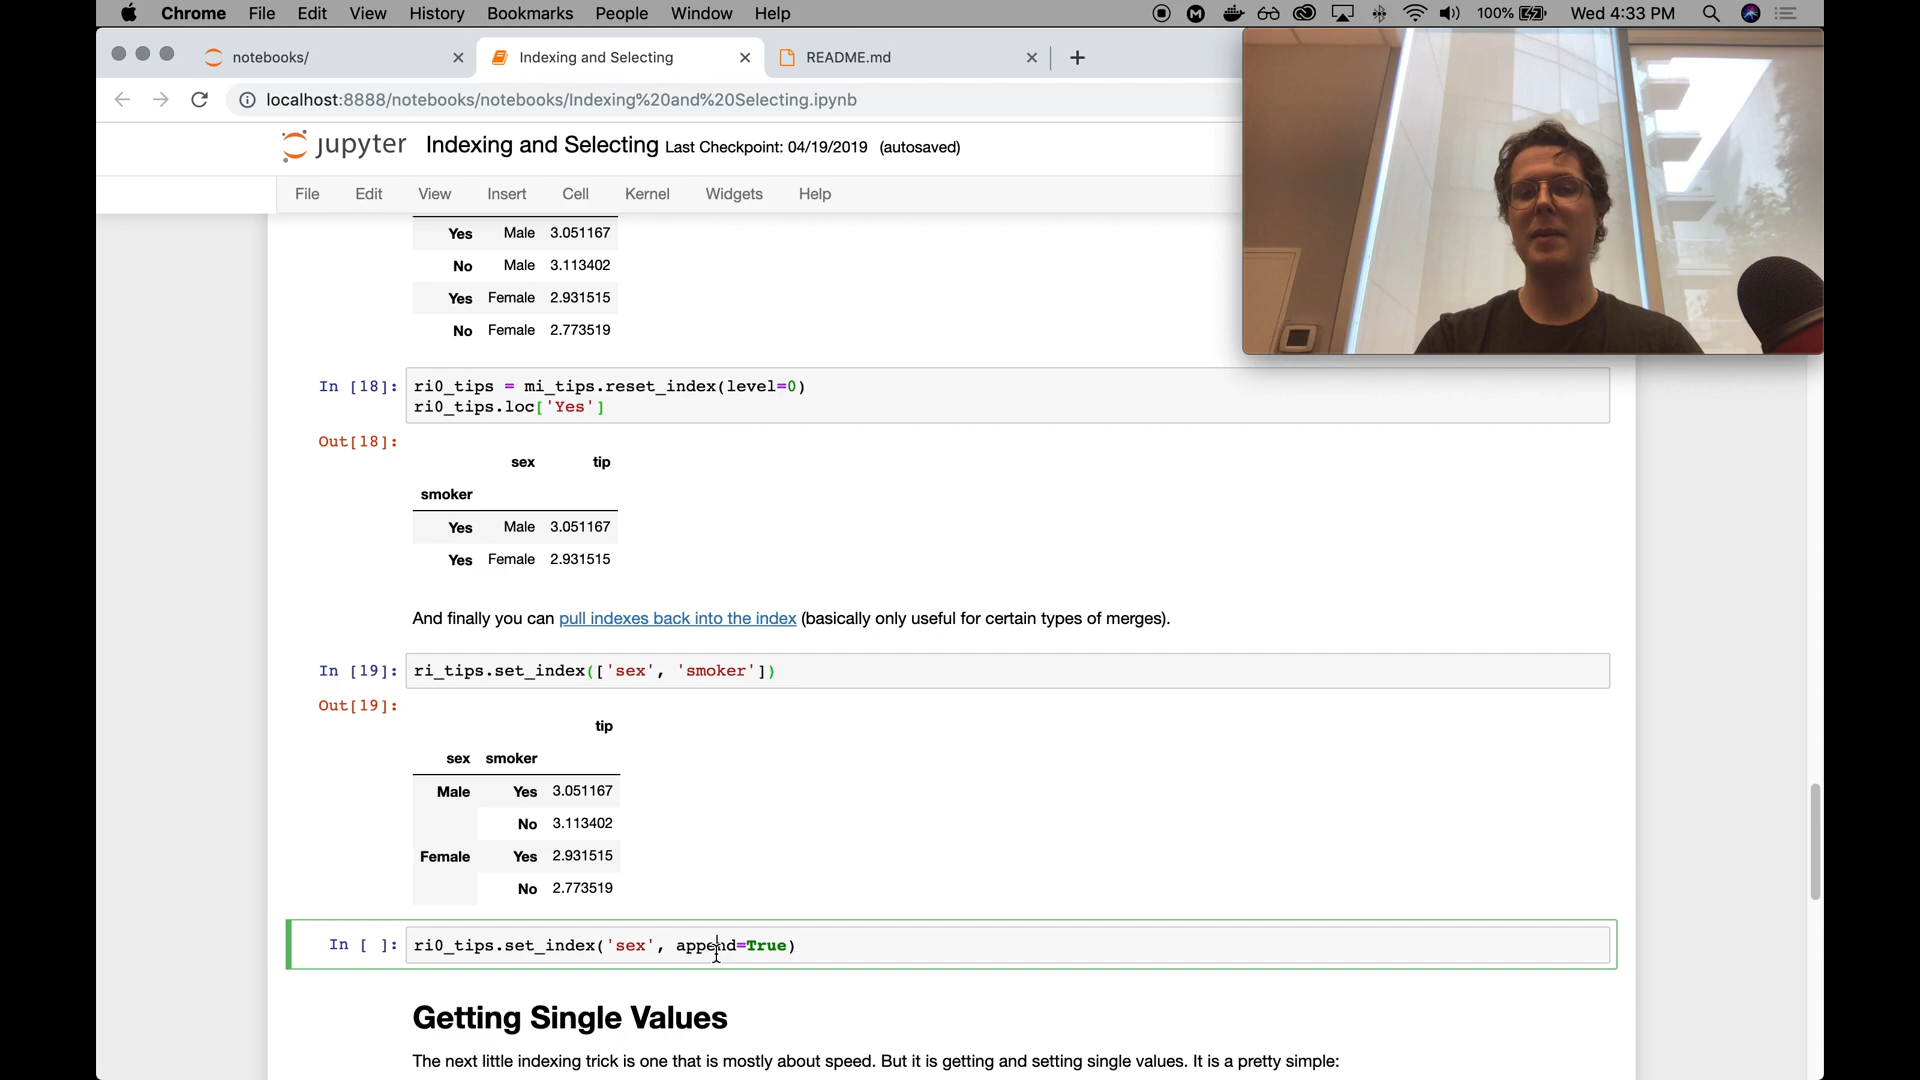 Chrome File Edit View History Bookmarks People Window Help 100% Wed 4:33 PM
notebooks/ Indexing and Selecting README.md
localhost:8888/notebooks/notebooks/Indexing%20and%20Selecting.ipynb
jupyter Indexing and Selecting Last Checkpoint: 04/19/2019 (autosaved)
File Edit View Insert Cell Kernel Widgets Help
Yes Male 3.051167
No Male 3.113402
Yes Female 2.931515
No Female 2.773519
In [18]: ri0_tips = mi_tips.reset_index(level=0)
ri0_tips.loc['Yes']
Out[18]:
sex tip
smoker
Yes Male 3.051167
Yes Female 2.931515
And finally you can pull indexes back into the index (basically only useful for certain types of merges).
In [19]: ri_tips.set_index(['sex', 'smoker'])
Out[19]:
tip
sex smoker
Male Yes 3.051167
No 3.113402
Female Yes 2.931515
No 2.773519
In [ ]: ri0_tips.set_index('sex', append=True)
Getting Single Values
The next little indexing trick is one that is mostly about speed. But it is getting and setting single values. It is a pretty simple: